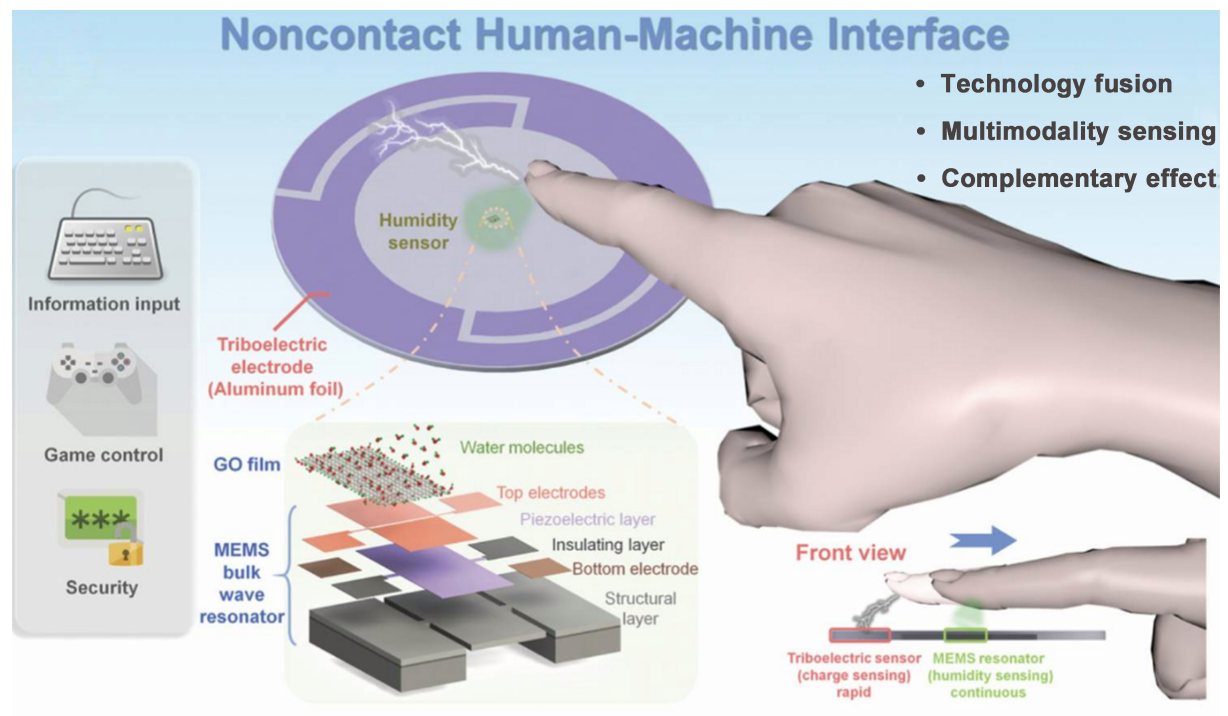 Noncontact Human-Machine Interface
• Technology fusion
• Multimodality sensing
• Complementary effect
Information input
Game control
***
Security
Humidity
sensor
Triboelectric
electrode
(Aluminum foil)
GO film
Water molecules
Top electrodes
Piezoelectric layer
Insulating layer
Bottom electrode
Structural
layer
MEMS
bulk
wave
resonator
Front view
Triboelectric sensor
(charge sensing)
rapid
MEMS resonator
(humidity sensing)
continuous